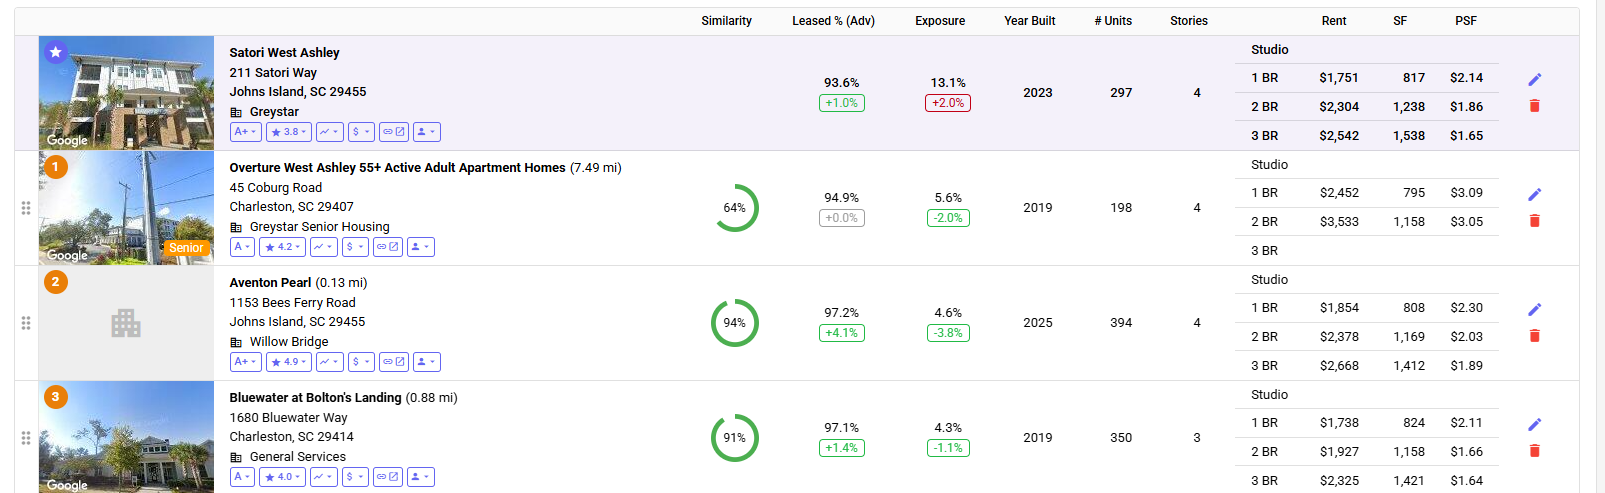 Similarity Leased % (Adv) Exposure Year Built # Units Stories Rent SF PSF
Satori West Ashley
211 Satori Way
Johns Island, SC 29455
Greystar
A+ 3.8 $
Google
93.6%
+1.0%
13.1%
+2.0%
2023
297
4
Studio
1 BR $1,751 817 $2.14
2 BR $2,304 1,238 $1.86
3 BR $2,542 1,538 $1.65
1
Overture West Ashley 55+ Active Adult Apartment Homes (7.49 mi)
45 Coburg Road
Charleston, SC 29407
Greystar Senior Housing
A 4.2 $
Senior
Google
64%
94.9%
+0.0%
5.6%
-2.0%
2019
198
4
Studio
1 BR $2,452 795 $3.09
2 BR $3,533 1,158 $3.05
3 BR
2
Aventon Pearl (0.13 mi)
1153 Bees Ferry Road
Johns Island, SC 29455
Willow Bridge
A+ 4.9 $
94%
97.2%
+4.1%
4.6%
-3.8%
2025
394
4
Studio
1 BR $1,854 808 $2.30
2 BR $2,378 1,169 $2.03
3 BR $2,668 1,412 $1.89
3
Bluewater at Bolton's Landing (0.88 mi)
1680 Bluewater Way
Charleston, SC 29414
General Services
A 4.0 $
Google
91%
97.1%
+1.4%
4.3%
-1.1%
2019
350
3
Studio
1 BR $1,738 824 $2.11
2 BR $1,927 1,158 $1.66
3 BR $2,325 1,421 $1.64